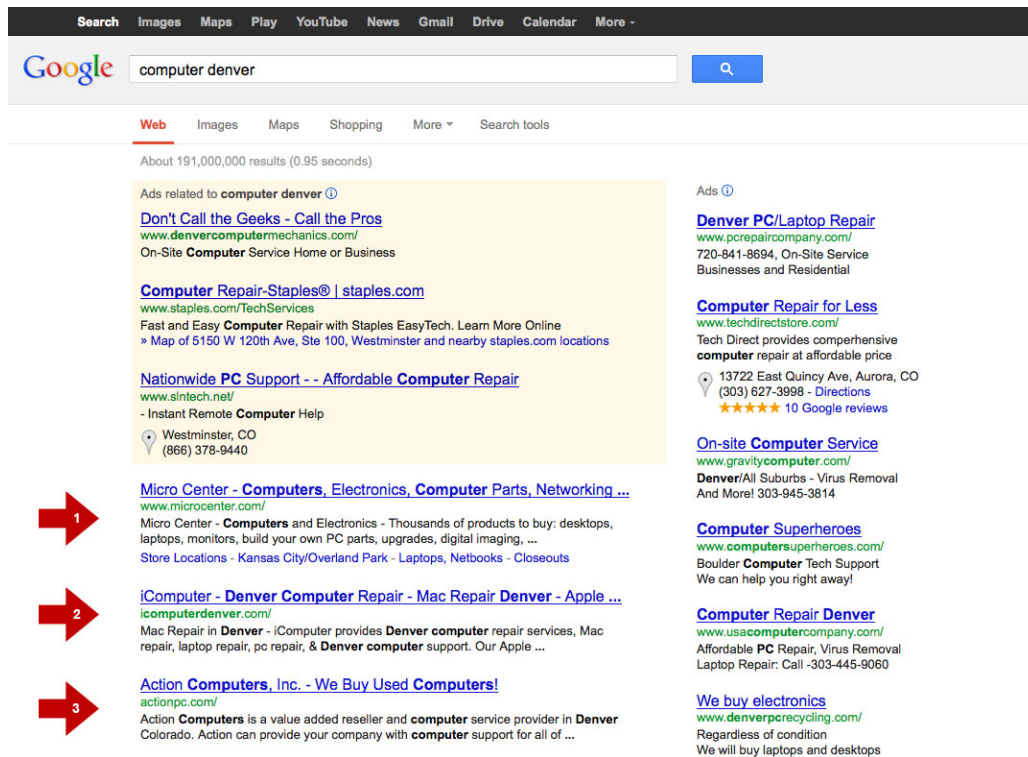 Search Images Maps Play YouTube News Gmail Drive Calendar More
Google computer denver
Web Images Maps Shopping More Search tools
About 191,000,000 results (0.95 seconds)
Ads related to computer denver
Don't Call the Geeks - Call the Pros
www.denvercomputermechanics.com/
On-Site Computer Service Home or Business
Computer Repair-Staples® | staples.com
www.staples.com/TechServices
Fast and Easy Computer Repair with Staples EasyTech. Learn More Online
» Map of 5150 W 120th Ave, Ste 100, Westminster and nearby staples.com locations
Nationwide PC Support - - Affordable Computer Repair
www.slntech.net/
- Instant Remote Computer Help
Westminster, CO
(866) 378-9440
1
Micro Center - Computers, Electronics, Computer Parts, Networking ...
www.microcenter.com/
Micro Center - Computers and Electronics - Thousands of products to buy: desktops,
laptops, monitors, build your own PC parts, upgrades, digital imaging, ...
Store Locations - Kansas City/Overland Park - Laptops, Netbooks - Closeouts
2
iComputer - Denver Computer Repair - Mac Repair Denver - Apple ...
icomputerdenver.com/
Mac Repair in Denver - iComputer provides Denver computer repair services, Mac
repair, laptop repair, pc repair, & Denver computer support. Our Apple ...
3
Action Computers, Inc. - We Buy Used Computers!
actionpc.com/
Action Computers is a value added reseller and computer service provider in Denver
Colorado. Action can provide your company with computer support for all of ...
Ads
Denver PC/Laptop Repair
www.pcrepaircompany.com/
720-841-8694, On-Site Service
Businesses and Residential
Computer Repair for Less
www.techdirectstore.com/
Tech Direct provides comperhensive
computer repair at affordable price
13722 East Quincy Ave, Aurora, CO
(303) 627-3998 - Directions
10 Google reviews
On-site Computer Service
www.gravitycomputer.com/
Denver/All Suburbs - Virus Removal
And More! 303-945-3814
Computer Superheroes
www.computersuperheroes.com/
Boulder Computer Tech Support
We can help you right away!
Computer Repair Denver
www.usacomputercompany.com/
Affordable PC Repair, Virus Removal
Laptop Repair: Call -303-445-9060
We buy electronics
www.denverpcrecycling.com/
Regardless of condition
We will buy laptops and desktops